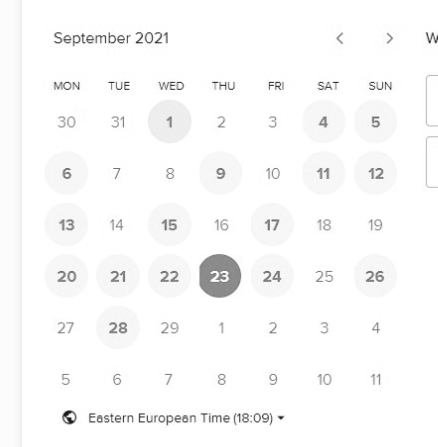 September 2021 < > W
MON TUE WED THU FRI SAT SUN
30 31 1 2 3 4 5
6 7 8 9 10 11 12
13 14 15 16 17 18 19
20 21 22 23 24 25 26
27 28 29 1 2 3 4
5 6 7 8 9 10 11
Eastern European Time (18:09)